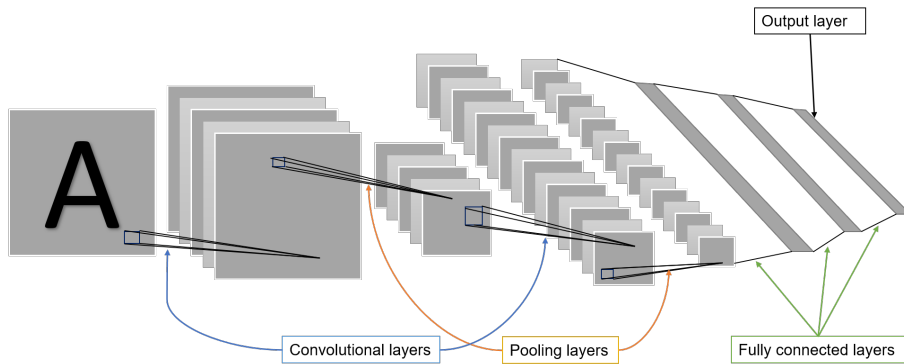 Output layer
A
Convolutional layers
Pooling layers
Fully connected layers